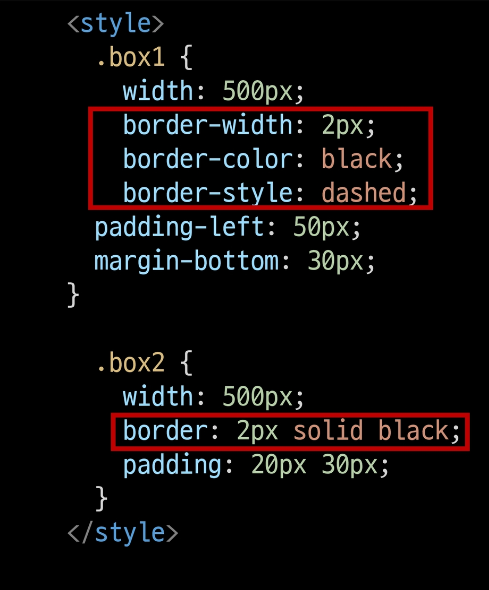 <style>
.box1 {
width: 500px;
border-width: 2px;
border-color: black;
border-style: dashed;
padding-left: 50px;
margin-bottom: 30px;
}
.box2 {
width: 500px;
border: 2px solid black;
padding: 20px 30px;
}
</style>